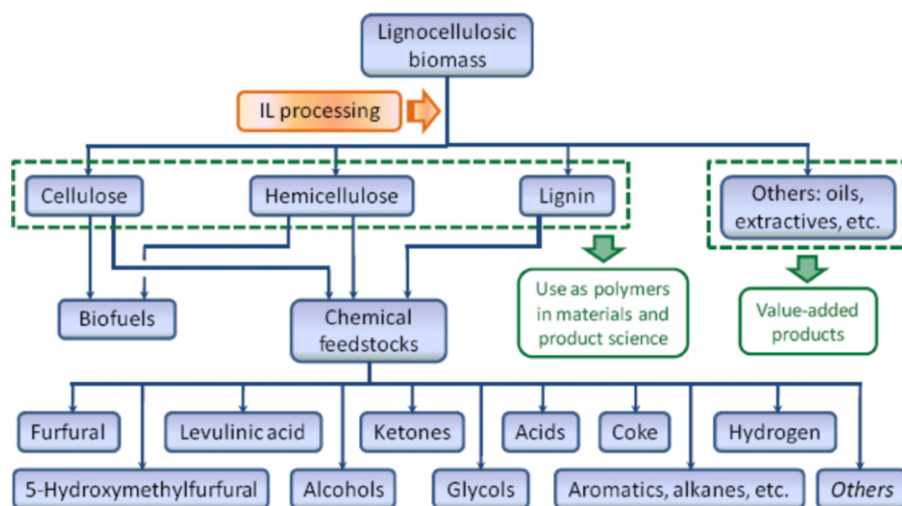 Lignocellulosic
biomass
IL processing
Cellulose
Hemicellulose
Lignin
Others: oils,
extractives, etc.
Biofuels
Chemical
feedstocks
Use as polymers
in materials and
product science
Value-added
products
Furfural
Levulinic acid
Ketones
Acids
Coke
Hydrogen
5-Hydroxymethylfurfural
Alcohols
Glycols
Aromatics, alkanes, etc.
Others